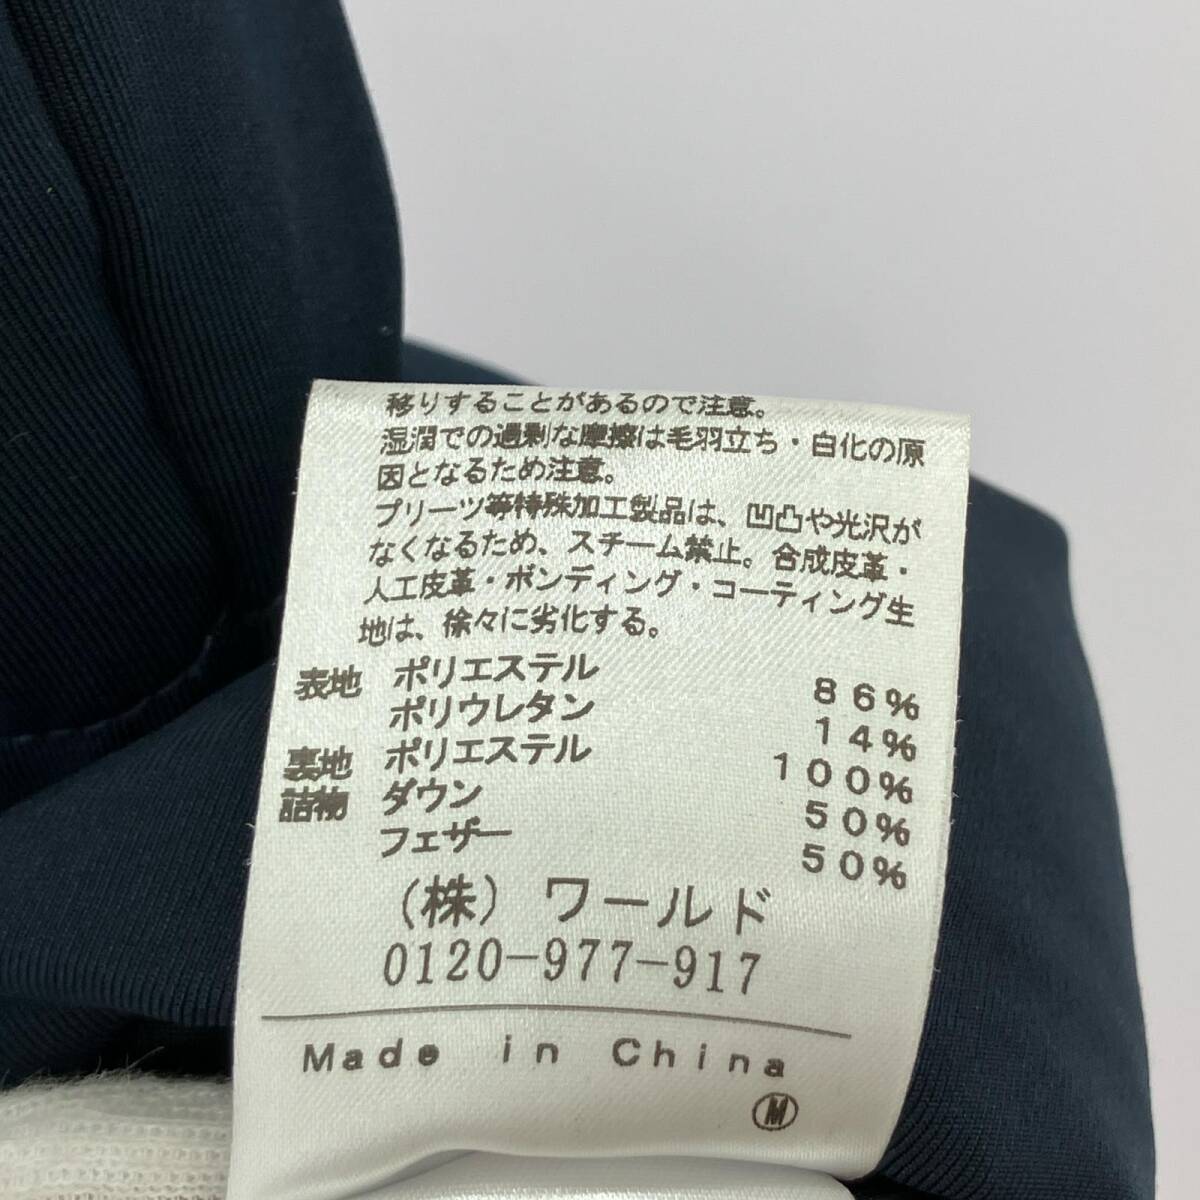 移りすることがあるので注意。
湿潤での過剰な摩擦は毛羽立ち・白化の原
因となるため注意。
プリーツ等特殊加工製品は、凹凸や光沢が
なくなるため、スチーム禁止。合成皮革・
人工皮革・ボンディング・コーティング生
地は、徐々に劣化する。
表地 ポリエステル 86%
ポリウレタン 14%
裏地 ポリエステル 100%
詰物 ダウン 50%
フェザー 50%
(株) ワールド
0120-977-917
Made in China
Ⓜ